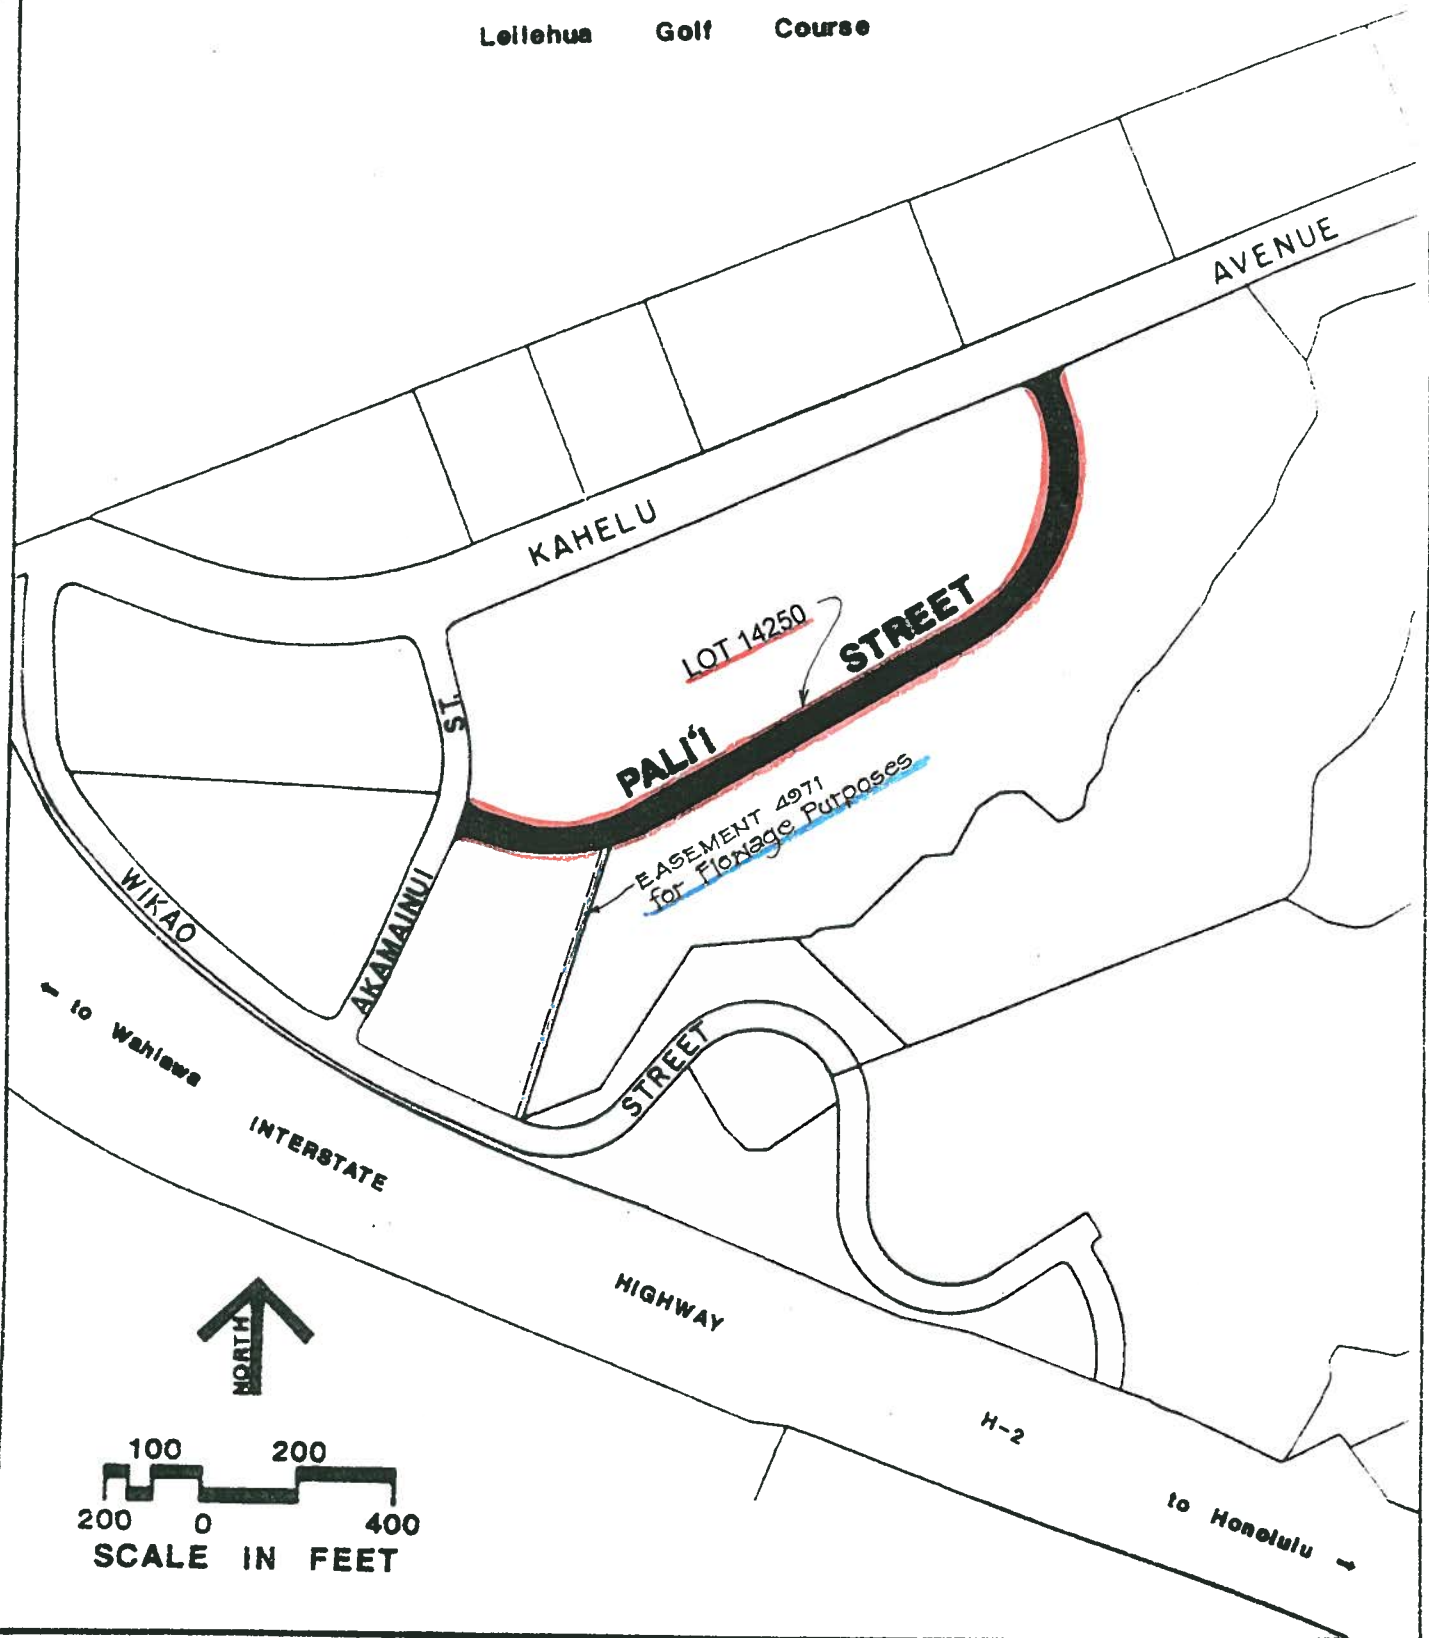 Leilehua Golf Course
AVENUE
KAHELU
LOT 14250
STREET
PALI‘I
ST.
EASEMENT 4971
for Flowage Purposes
WIKAO
AKAMAINUI
STREET
← to Wahiawa
INTERSTATE
HIGHWAY
H-2
to Honolulu →
NORTH
100 200
200 0 400
SCALE IN FEET